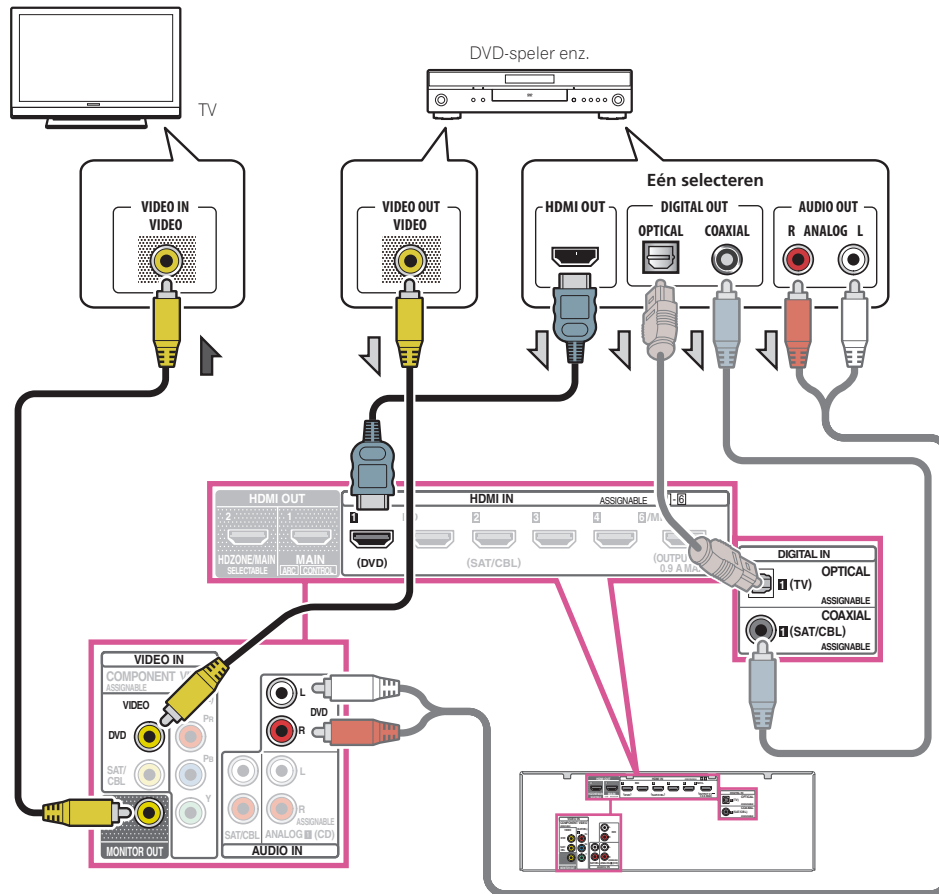 DVD-speler enz.
TV
Eén selecteren
VIDEO IN
VIDEO
VIDEO OUT
VIDEO
HDMI OUT
DIGITAL OUT
OPTICAL
COAXIAL
AUDIO OUT
R ANALOG L
HDMI OUT
2
HDZONE/MAIN
SELECTABLE
1
MAIN
ARC CONTROL
HDMI IN
ASSIGNABLE
-6
1
2
3
4
6
(DVD)
(SAT/CBL)
0.9 A
DIGITAL IN
OPTICAL
1 (TV)
ASSIGNABLE
COAXIAL
1 (SAT/CBL)
ASSIGNABLE
VIDEO IN
COMPONENT
ASSIGNABLE
VIDEO
DVD
SAT/
CBL
PR
PB
Y
MONITOR OUT
L
DVD
R
L
R
ASSIGNABLE
SAT/CBL
ANALOG 1 (CD)
AUDIO IN